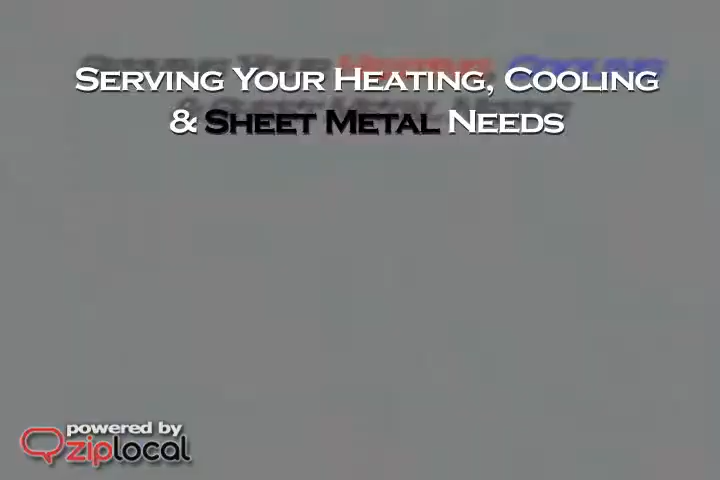 Serving Your Heating, Cooling
& Sheet Metal Needs
powered by
ziplocal